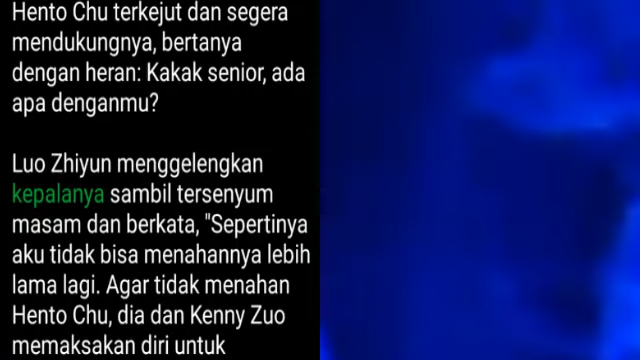 Hento Chu terkejut dan segera
mendukungnya, bertanya
dengan heran: Kakak senior, ada
apa denganmu?
Luo Zhiyun menggelengkan
kepalanya sambil tersenyum
masam dan berkata, "Sepertinya
aku tidak bisa menahannya lebih
lama lagi. Agar tidak menahan
Hento Chu, dia dan Kenny Zuo
memaksakan diri untuk